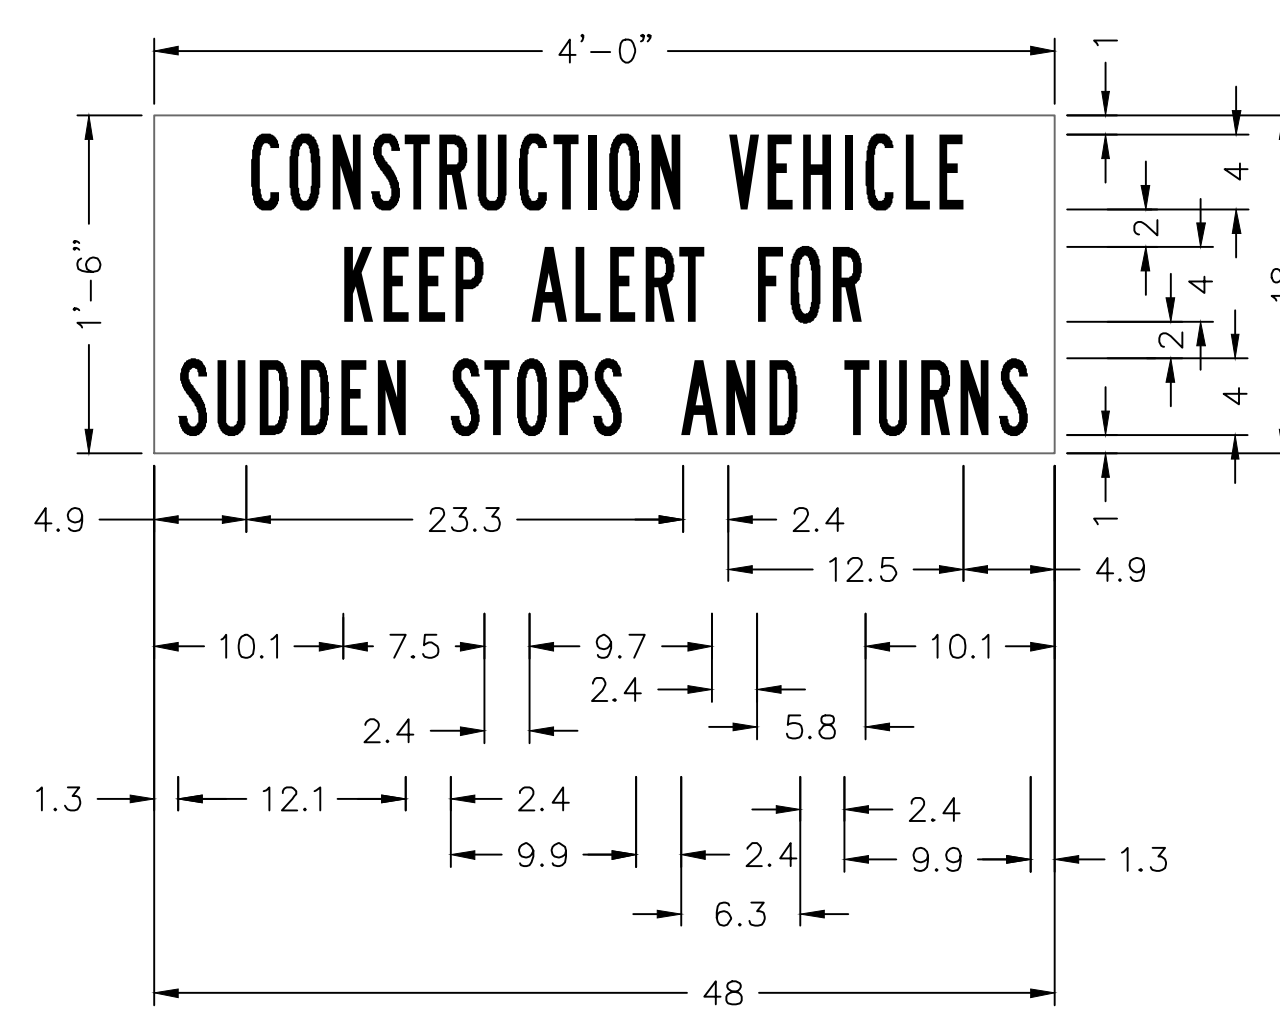 4'-0"
1
CONSTRUCTION VEHICLE
4
2
1'-6"
KEEP ALERT FOR
4
18
2
SUDDEN STOPS AND TURNS
4
4.9 23.3 2.4 1
12.5 4.9
10.1 7.5 9.7 10.1
2.4
2.4 5.8
1.3 12.1 2.4 2.4
9.9 2.4 9.9 1.3
6.3
48